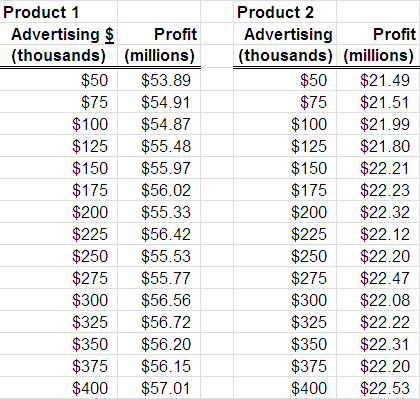 Product 1 Product 2
Advertising $ Profit Advertising Profit
(thousands) (millions) (thousands) (millions)
$50 $53.89 $50 $21.49
$75 $54.91 $75 $21.51
$100 $54.87 $100 $21.99
$125 $55.48 $125 $21.80
$150 $55.97 $150 $22.21
$175 $56.02 $175 $22.23
$200 $55.33 $200 $22.32
$225 $56.42 $225 $22.12
$250 $55.53 $250 $22.20
$275 $55.77 $275 $22.47
$300 $56.56 $300 $22.08
$325 $56.72 $325 $22.22
$350 $56.20 $350 $22.31
$375 $56.15 $375 $22.20
$400 $57.01 $400 $22.53